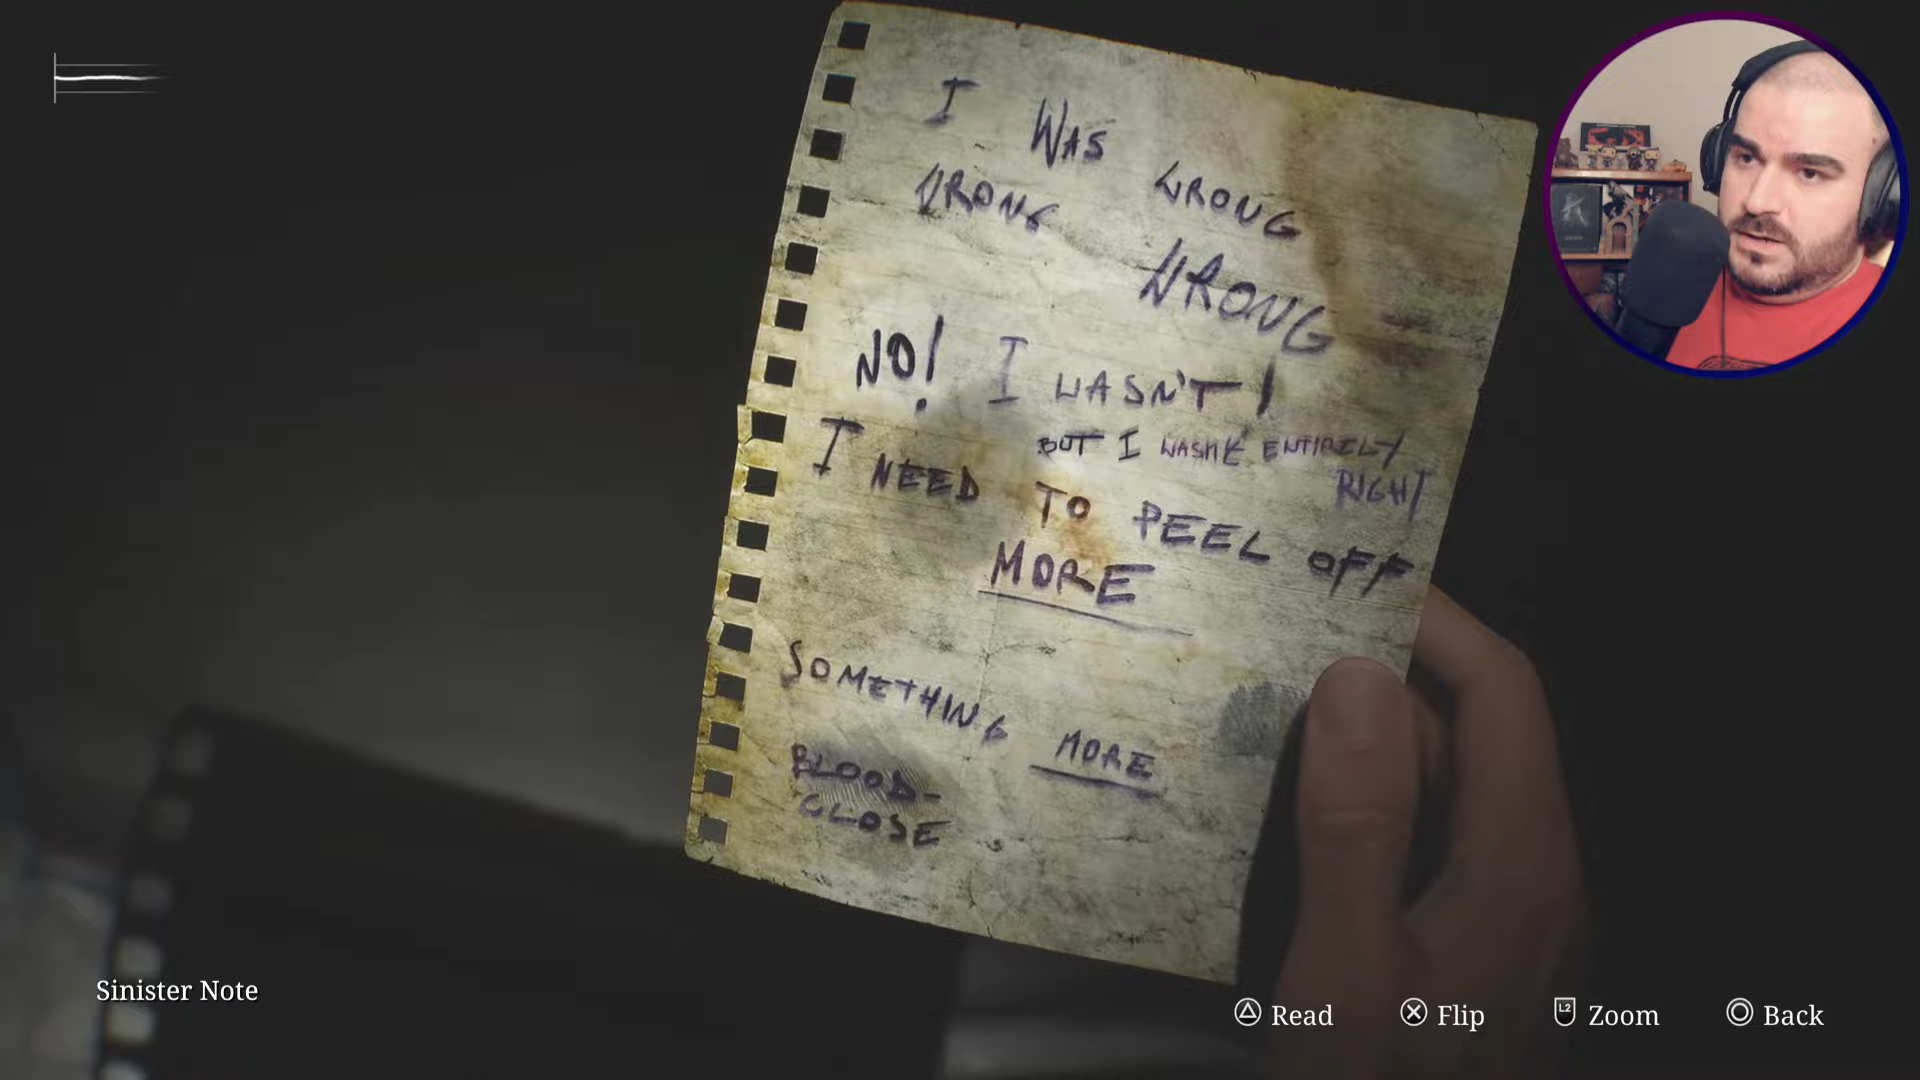 I WAS WRONG
WRONG
WRONG
NO! I WASN'T!
BUT I WASN'T ENTIRELY
RIGHT
I NEED TO PEEL OFF
MORE
SOMETHING MORE
BLOOD-
CLOSE
Sinister Note
Read Flip L2 Zoom Back